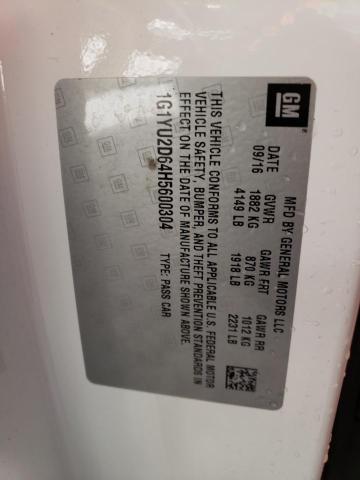 GM
MFD BY GENERAL MOTORS LLC
DATE GVWR GAWR FRT GAWR RR
09/16 1882 KG 870 KG 1012 KG
4149 LB 1918 LB 2231 LB
THIS VEHICLE CONFORMS TO ALL APPLICABLE U.S. FEDERAL MOTOR
VEHICLE SAFETY, BUMPER, AND THEFT PREVENTION STANDARDS IN
EFFECT ON THE DATE OF MANUFACTURE SHOWN ABOVE.
1G1YU2D64H5600304 TYPE: PASS CAR